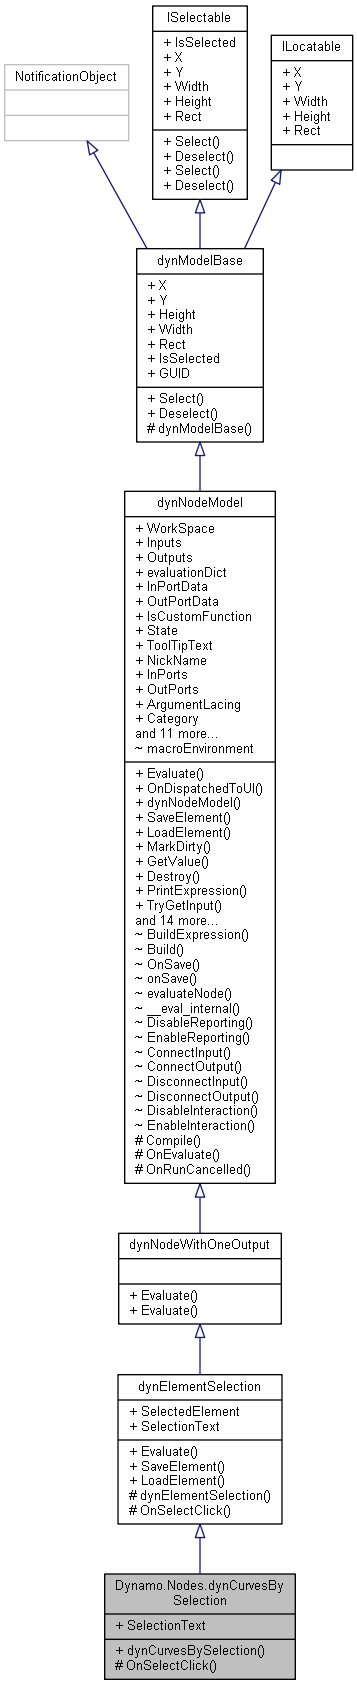 ISelectable
+ IsSelected
+ X
+ Y
+ Width
+ Height
+ Rect
+ Select()
+ Deselect()
+ Select()
+ Deselect()
ILocatable
+ X
+ Y
+ Width
+ Height
+ Rect
NotificationObject
dynModelBase
+ X
+ Y
+ Height
+ Width
+ Rect
+ IsSelected
+ GUID
+ Select()
+ Deselect()
# dynModelBase()
dynNodeModel
+ WorkSpace
+ Inputs
+ Outputs
+ evaluationDict
+ InPortData
+ OutPortData
+ IsCustomFunction
+ State
+ ToolTipText
+ NickName
+ InPorts
+ OutPorts
+ ArgumentLacing
+ Category
and 11 more...
~ macroEnvironment
+ Evaluate()
+ OnDispatchedToUI()
+ dynNodeModel()
+ SaveElement()
+ LoadElement()
+ MarkDirty()
+ GetValue()
+ Destroy()
+ PrintExpression()
+ TryGetInput()
and 14 more...
~ BuildExpression()
~ Build()
~ OnSave()
~ onSave()
~ evaluateNode()
~ __eval_internal()
~ DisableReporting()
~ EnableReporting()
~ ConnectInput()
~ ConnectOutput()
~ DisconnectInput()
~ DisconnectOutput()
~ DisableInteraction()
~ EnableInteraction()
# Compile()
# OnEvaluate()
# OnRunCancelled()
dynNodeWithOneOutput
+ Evaluate()
+ Evaluate()
dynElementSelection
+ SelectedElement
+ SelectionText
+ Evaluate()
+ SaveElement()
+ LoadElement()
# dynElementSelection()
# OnSelectClick()
Dynamo.Nodes.dynCurvesBy
Selection
+ SelectionText
+ dynCurvesBySelection()
# OnSelectClick()